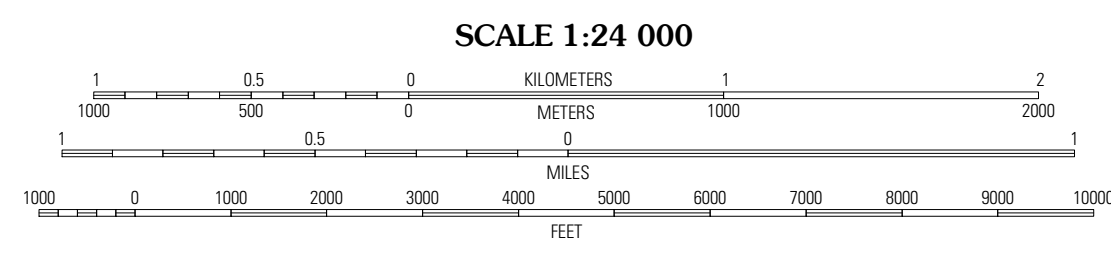 SCALE 1:24 000
1 0.5 0 KILOMETERS 1 2
1000 500 0 METERS 1000 2000
1 0.5 0 1
MILES
1000 0 1000 2000 3000 4000 5000 6000 7000 8000 9000 10000
FEET